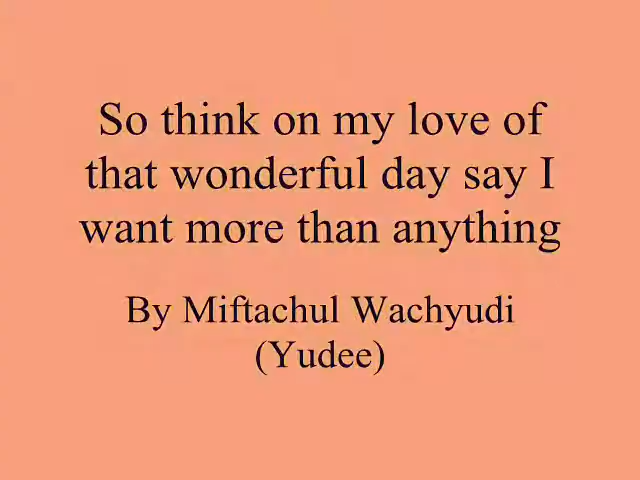 So think on my love of
that wonderful day say I
want more than anything
By Miftachul Wachyudi
(Yudee)